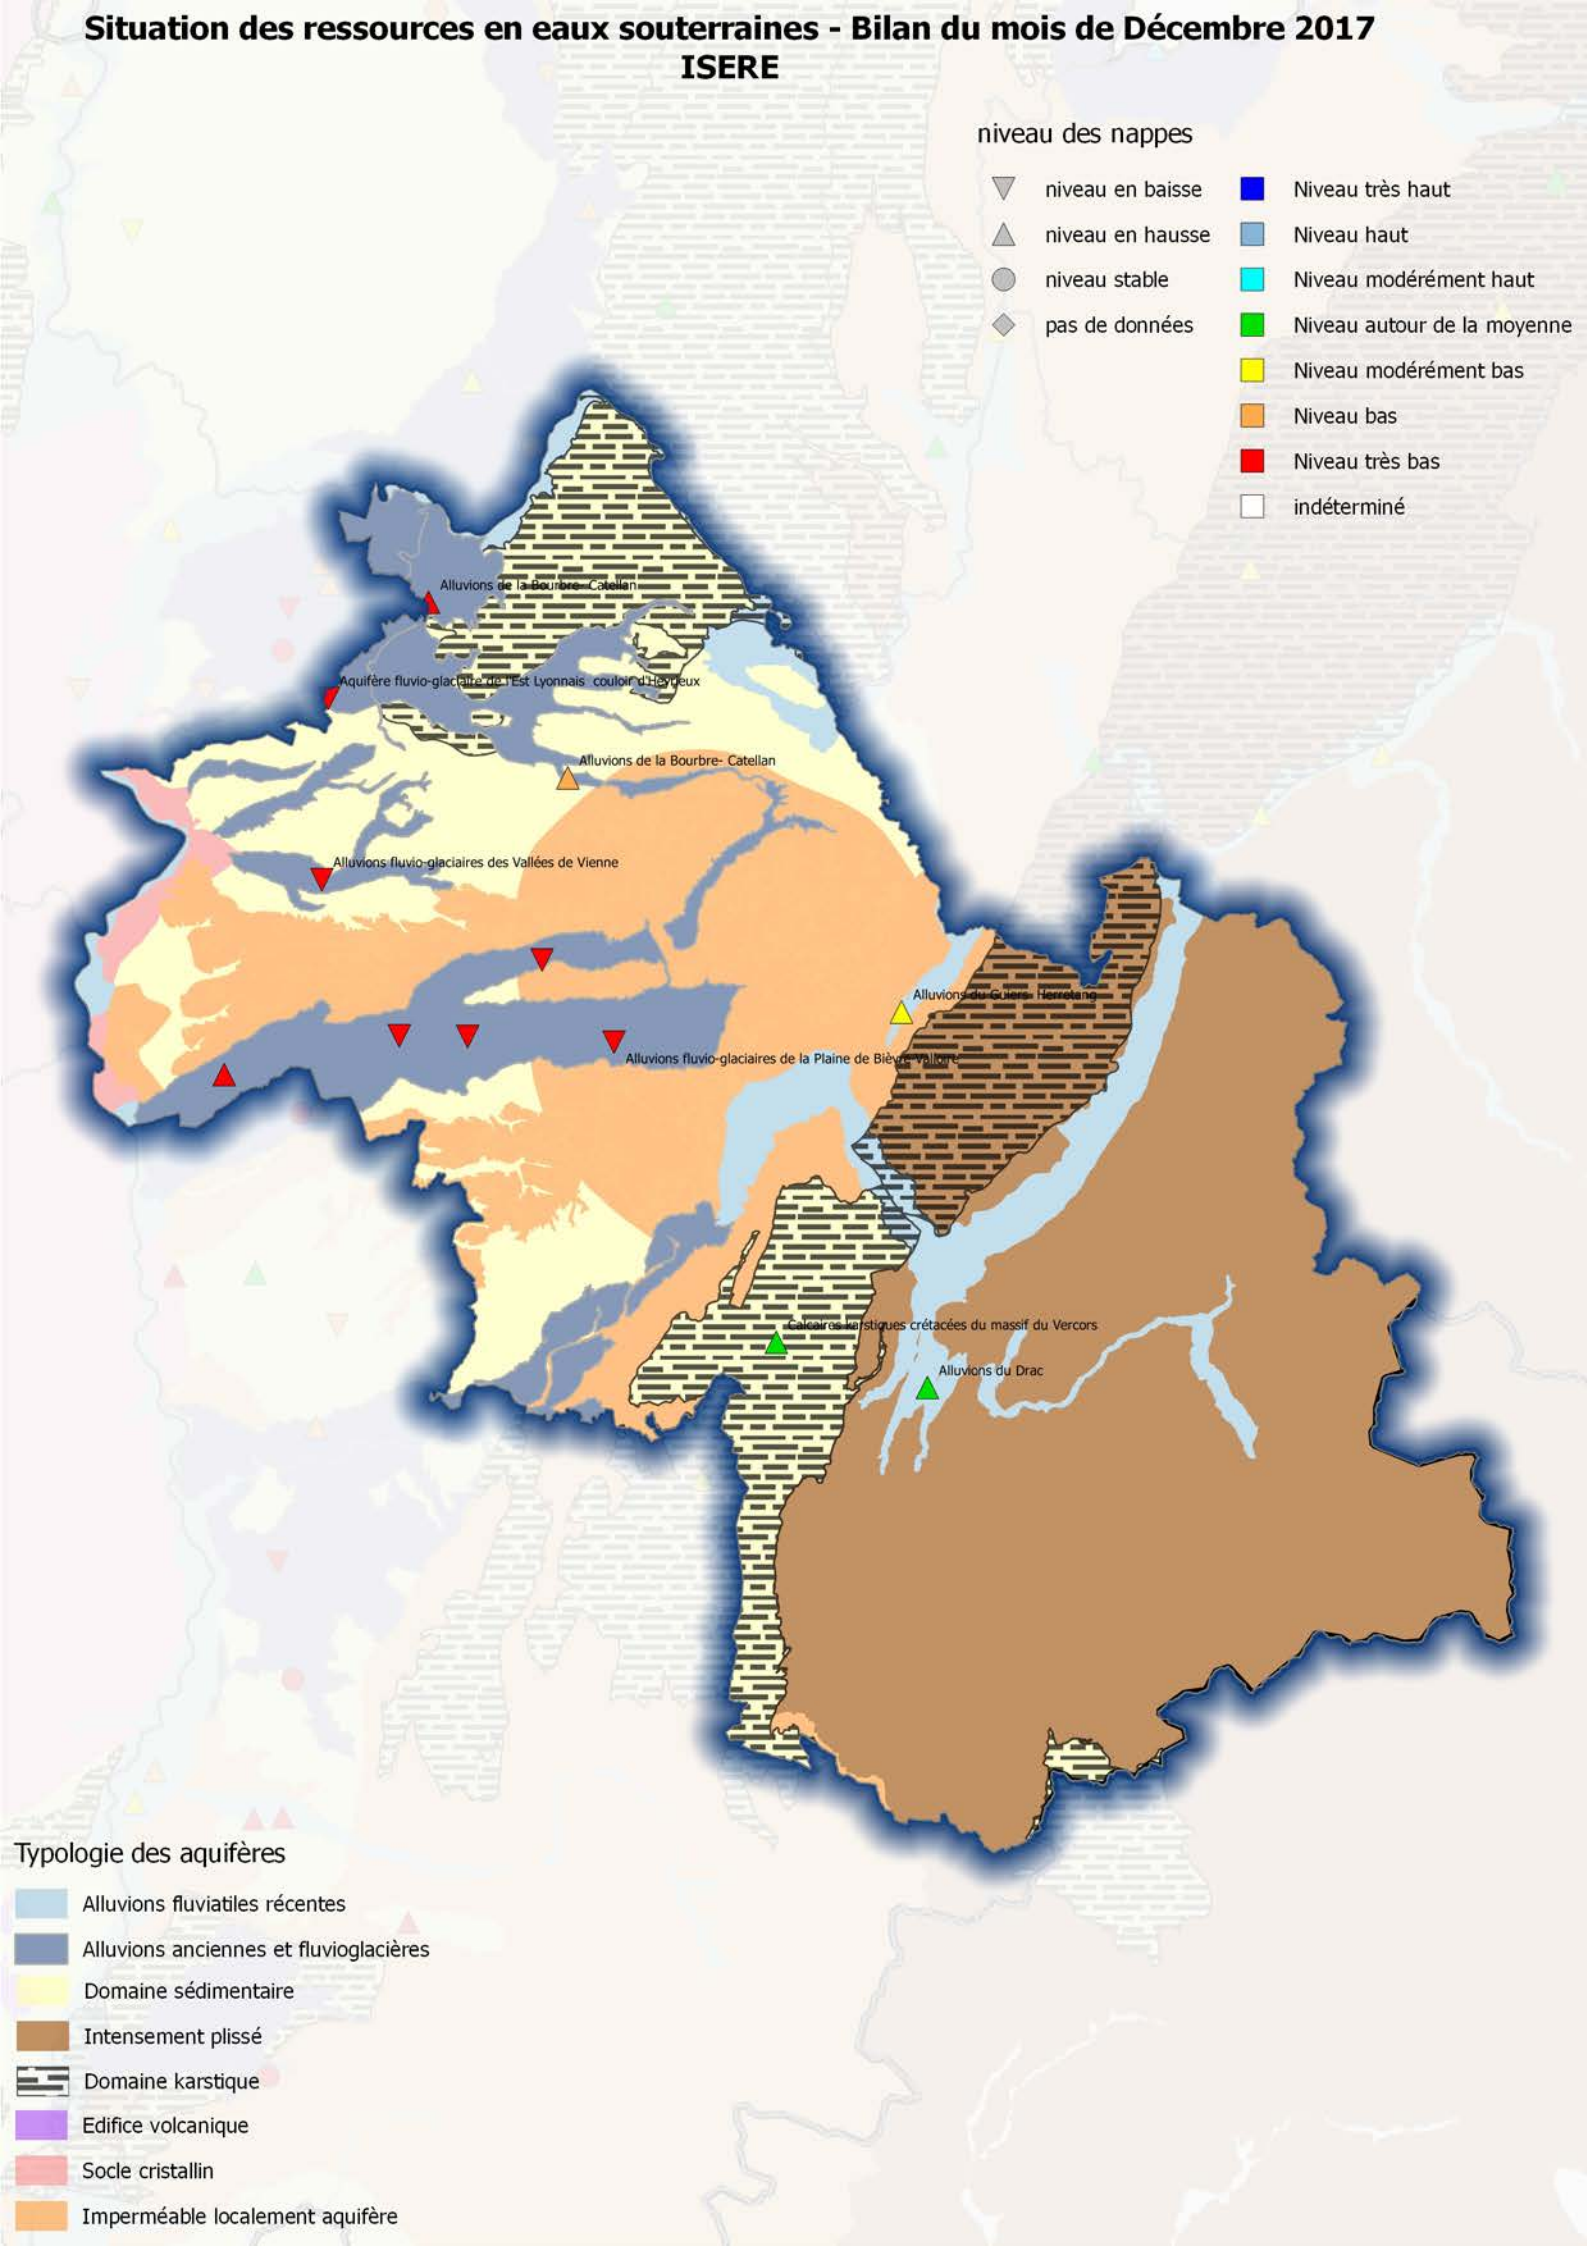 Situation des ressources en eaux souterraines - Bilan du mois de Décembre 2017
ISERE
niveau des nappes
niveau en baisse
niveau en hausse
niveau stable
pas de données
Niveau très haut
Niveau haut
Niveau modérément haut
Niveau autour de la moyenne
Niveau modérément bas
Niveau bas
Niveau très bas
indéterminé
Alluvions de la Bourbre- Catellan
Aquifère fluvio-glaciaire de l'Est Lyonnais couloir d'Heyrieux
Alluvions de la Bourbre- Catellan
Alluvions fluvio-glaciaires des Vallées de Vienne
Alluvions du Guiers- Herretang
Alluvions fluvio-glaciaires de la Plaine de Bièvre-Valloire
Calcaires karstiques crétacées du massif du Vercors
Alluvions du Drac
Typologie des aquifères
Alluvions fluviatiles récentes
Alluvions anciennes et fluvioglacières
Domaine sédimentaire
Intensement plissé
Domaine karstique
Edifice volcanique
Socle cristallin
Imperméable localement aquifère